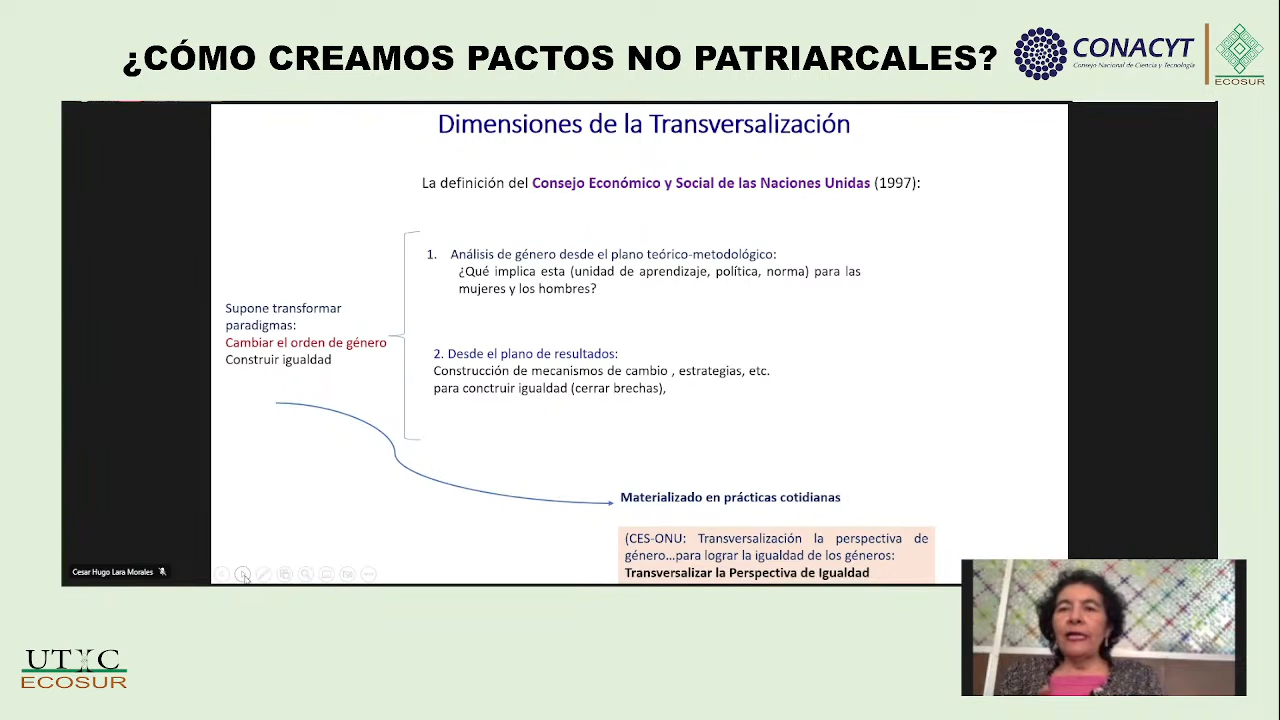 ¿CÓMO CREAMOS PACTOS NO PATRIARCALES?
CONACYT
Consejo Nacional de Ciencia y Tecnología
ECOSUR
Dimensiones de la Transversalización
La definición del Consejo Económico y Social de las Naciones Unidas (1997):
1. Análisis de género desde el plano teórico-metodológico:
¿Qué implica esta (unidad de aprendizaje, política, norma) para las
mujeres y los hombres?
Supone transformar
paradigmas:
Cambiar el orden de género
Construir igualdad
2. Desde el plano de resultados:
Construcción de mecanismos de cambio , estrategias, etc.
para conctruir igualdad (cerrar brechas),
Materializado en prácticas cotidianas
(CES-ONU: Transversalización la perspectiva de
género...para lograr la igualdad de los géneros:
Transversalizar la Perspectiva de Igualdad
Cesar Hugo Lara Morales
UTYC
ECOSUR